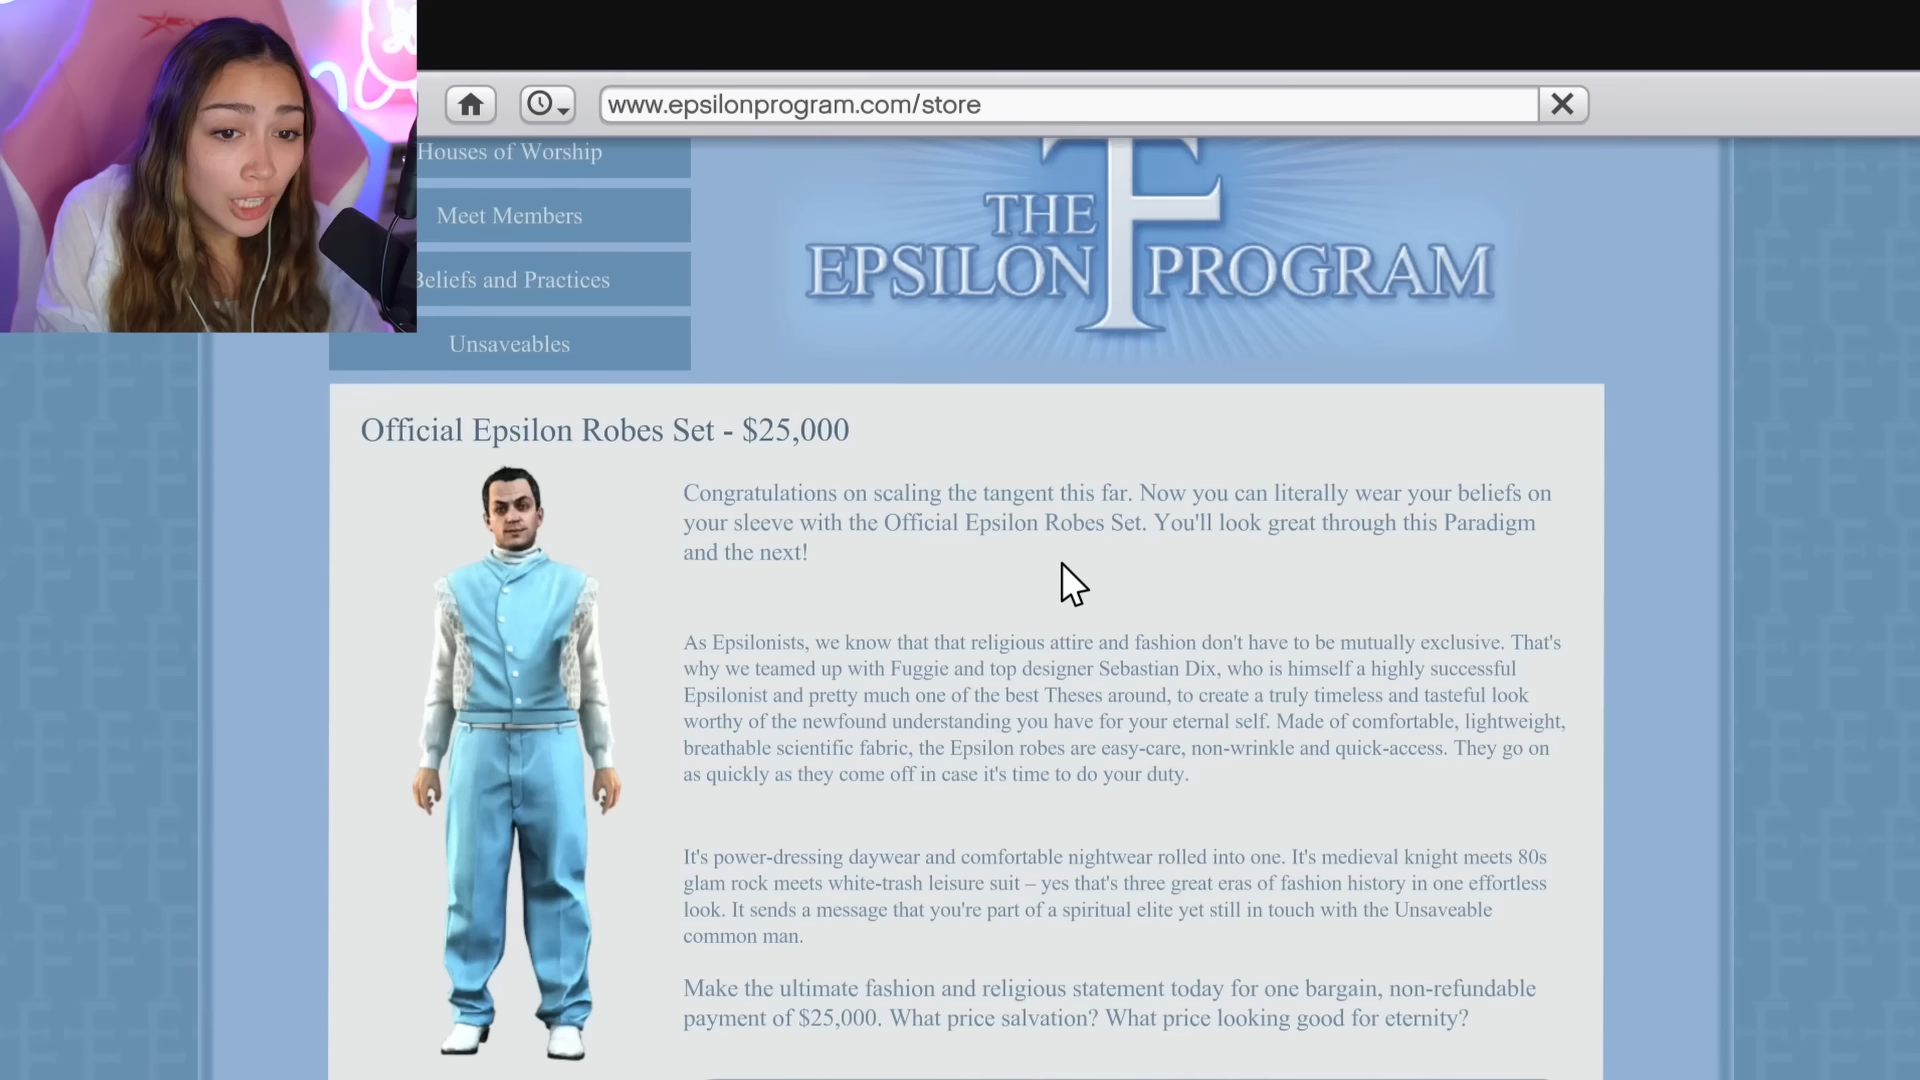 www.epsilonprogram.com/store
Houses of Worship
Meet Members
Beliefs and Practices
Unsaveables
THE
EPSILON PROGRAM
Official Epsilon Robes Set - $25,000
Congratulations on scaling the tangent this far. Now you can literally wear your beliefs on
your sleeve with the Official Epsilon Robes Set. You'll look great through this Paradigm
and the next!
As Epsilonists, we know that that religious attire and fashion don't have to be mutually exclusive. That's
why we teamed up with Fuggie and top designer Sebastian Dix, who is himself a highly successful
Epsilonist and pretty much one of the best Theses around, to create a truly timeless and tasteful look
worthy of the newfound understanding you have for your eternal self. Made of comfortable, lightweight,
breathable scientific fabric, the Epsilon robes are easy-care, non-wrinkle and quick-access. They go on
as quickly as they come off in case it's time to do your duty.
It's power-dressing daywear and comfortable nightwear rolled into one. It's medieval knight meets 80s
glam rock meets white-trash leisure suit – yes that's three great eras of fashion history in one effortless
look. It sends a message that you're part of a spiritual elite yet still in touch with the Unsaveable
common man.
Make the ultimate fashion and religious statement today for one bargain, non-refundable
payment of $25,000. What price salvation? What price looking good for eternity?